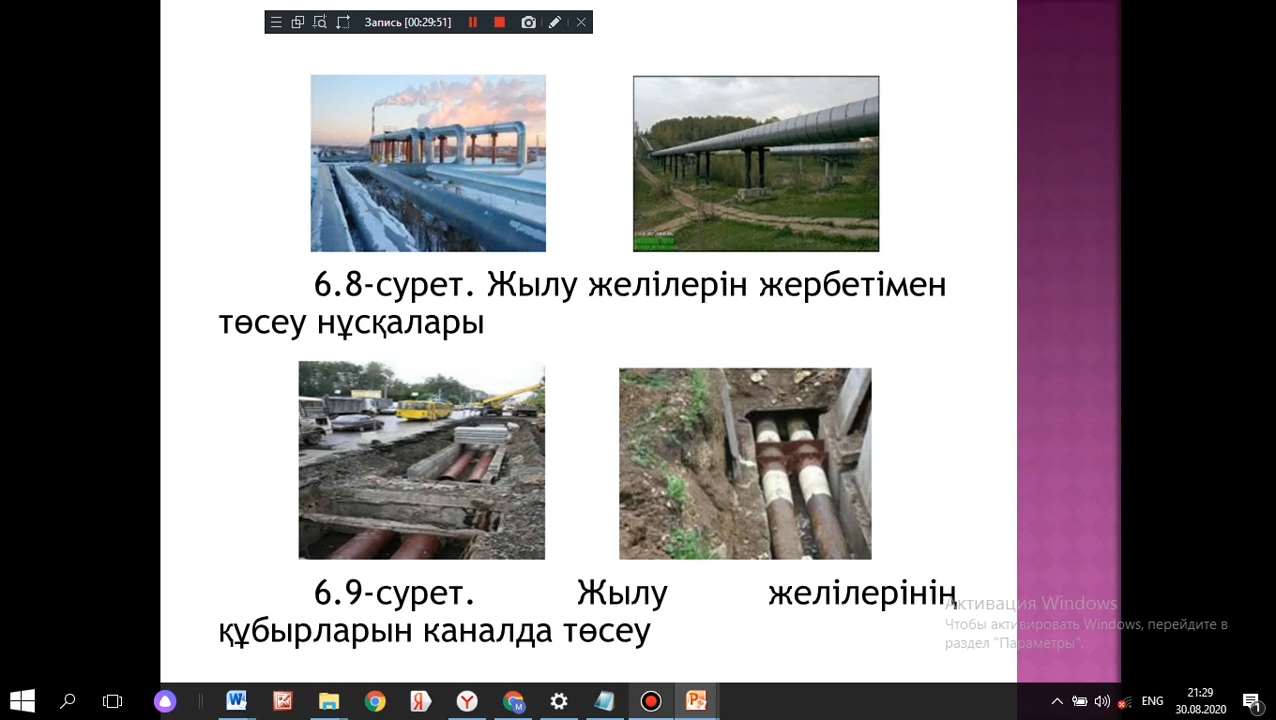 Запись [00:29:51]
6.8-сурет. Жылу желілерін жербетімен
төсеу нұсқалары
6.9-сурет. Жылу желілерінің
құбырларын каналда төсеу
Активация Windows
Чтобы активировать Windows, перейдите в
раздел "Параметры".
ENG
21:29
30.08.2020
1